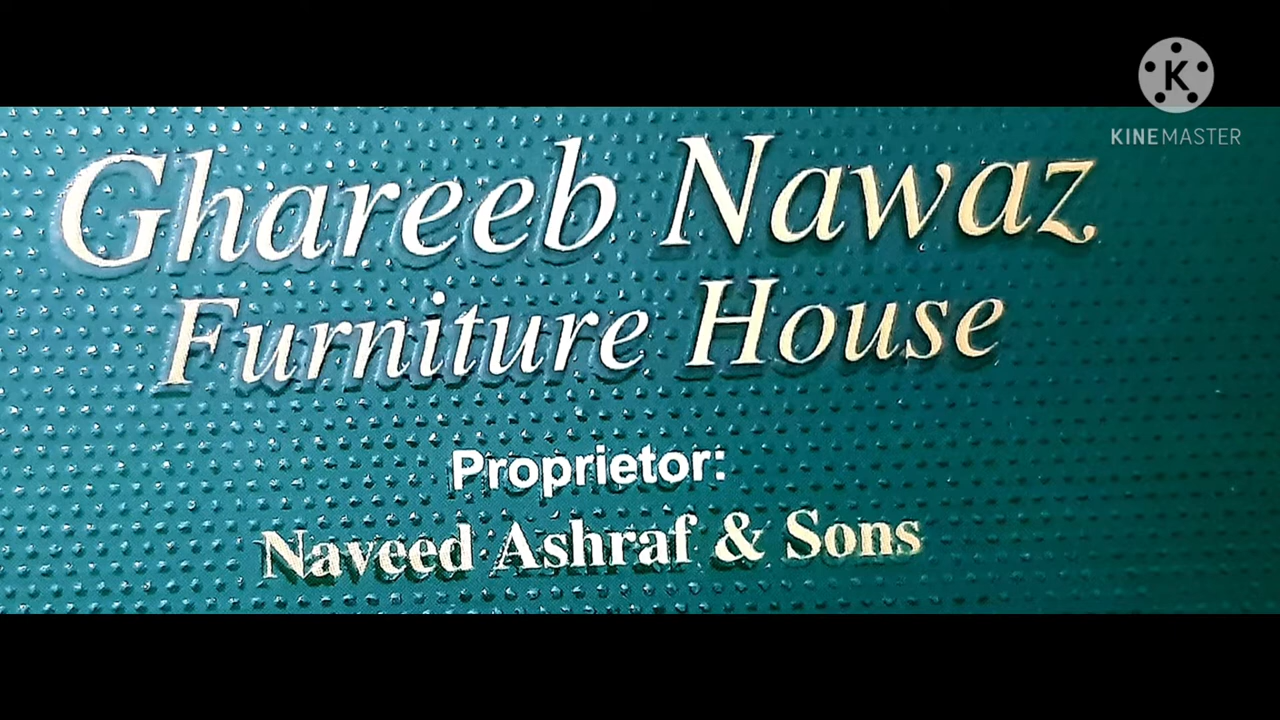 KINEMASTER
Ghareeb Nawaz
Furniture House
Proprietor:
Naveed Ashraf & Sons